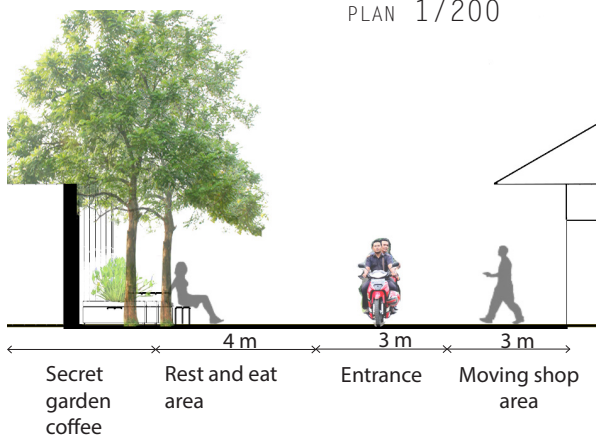 PLAN 1/200
4 m 3 m 3 m
Secret garden coffee
Rest and eat area
Entrance
Moving shop area